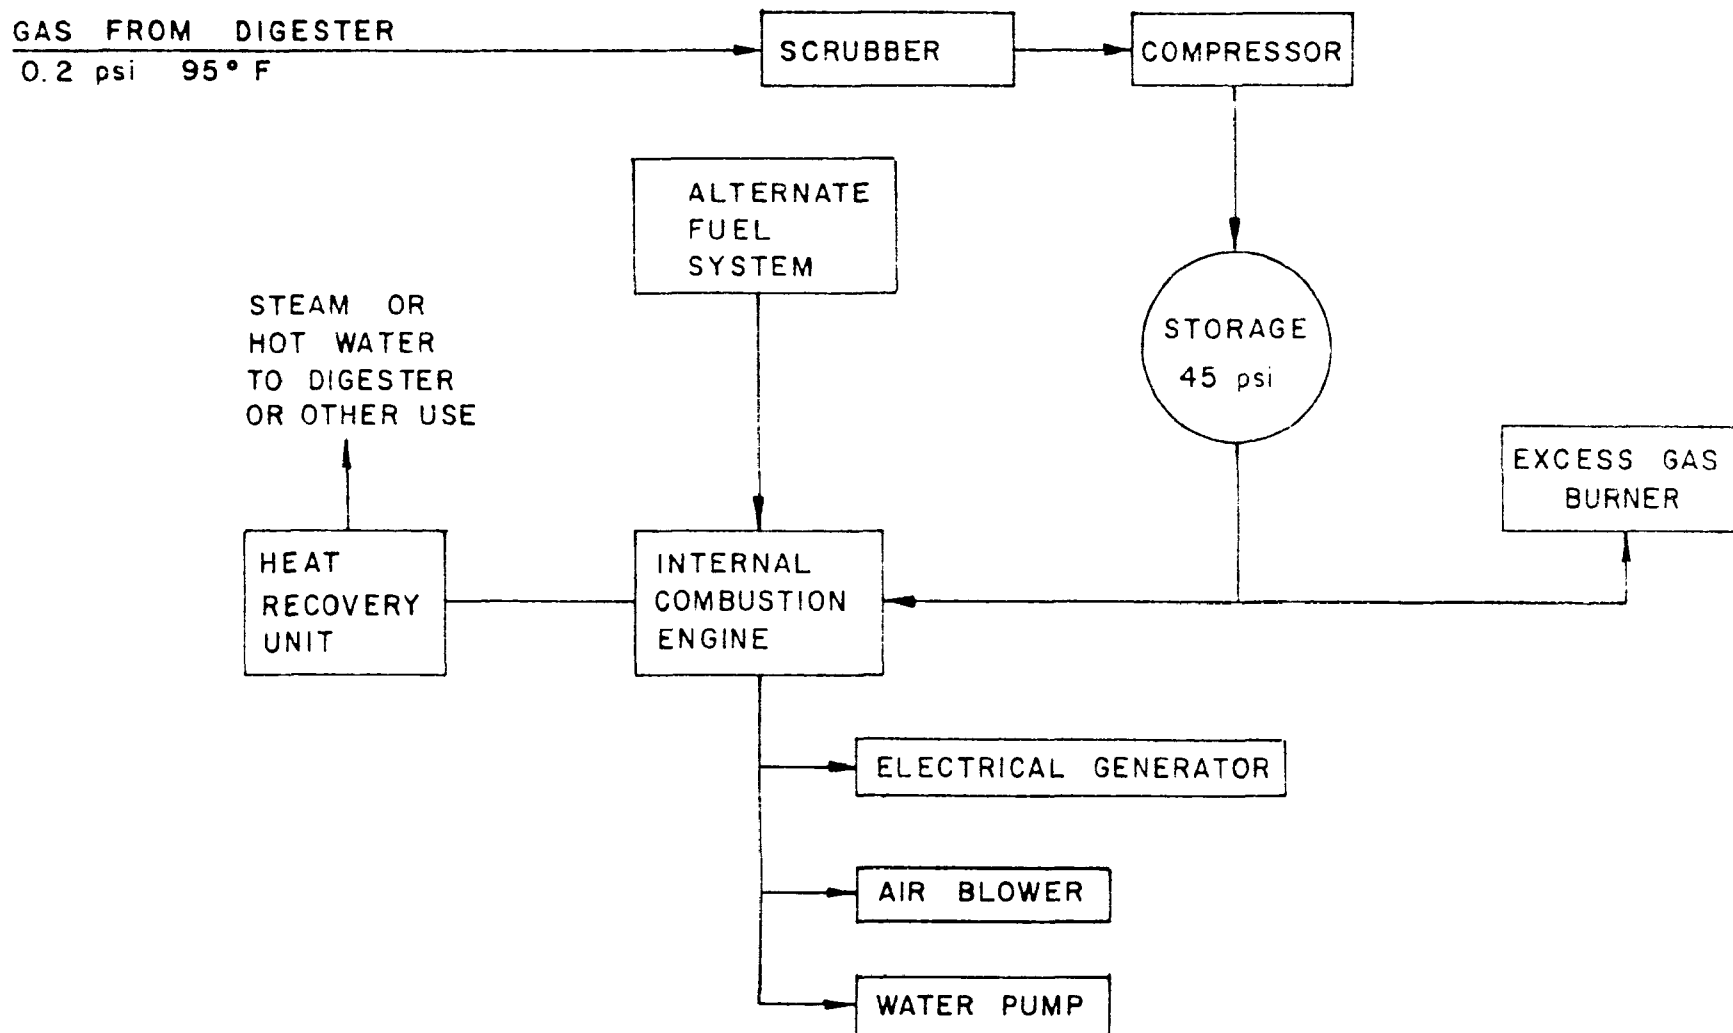 GAS FROM DIGESTER
0.2 psi 95° F
SCRUBBER
COMPRESSOR
ALTERNATE
FUEL
SYSTEM
STORAGE
45 psi
STEAM OR
HOT WATER
TO DIGESTER
OR OTHER USE
EXCESS GAS
BURNER
HEAT
RECOVERY
UNIT
INTERNAL
COMBUSTION
ENGINE
ELECTRICAL GENERATOR
AIR BLOWER
WATER PUMP